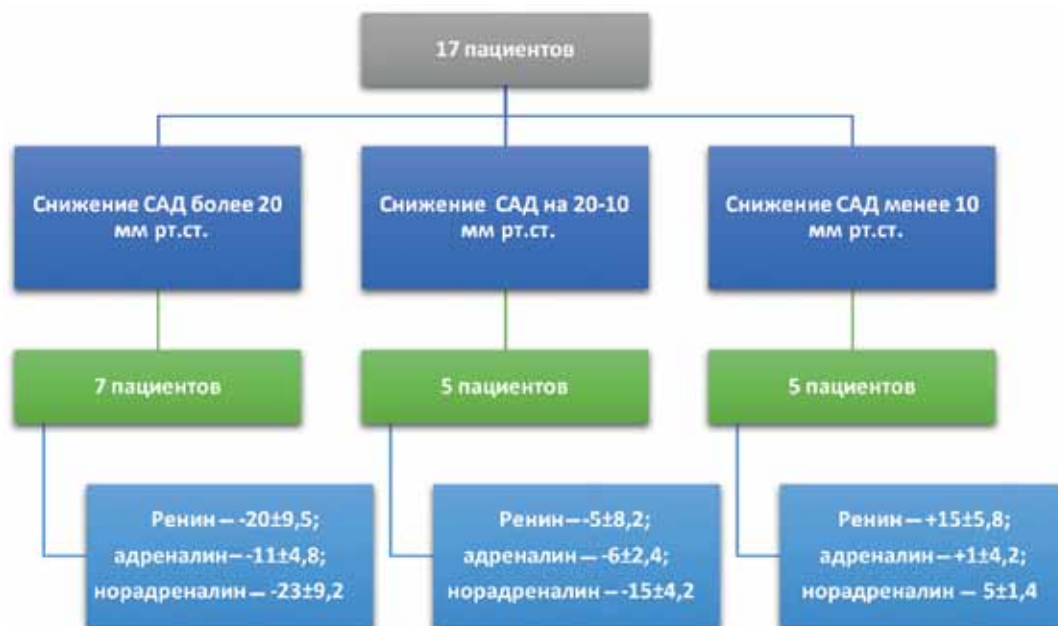 17 пациентов
Снижение САД более 20
мм рт.ст.
Снижение САД на 20-10
мм рт.ст.
Снижение САД менее 10
мм рт.ст.
7 пациентов
5 пациентов
5 пациентов
Ренин — -20±9,5;
адреналин — -11±4,8;
норадреналин — -23±9,2
Ренин — -5±8,2;
адреналин — -6±2,4;
норадреналин — -15±4,2
Ренин — +15±5,8;
адреналин — +1±4,2;
норадреналин — 5±1,4